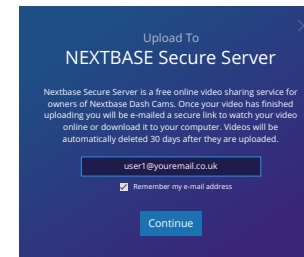 Upload To
NEXTBASE Secure Server
Nextbase Secure Server is a free online video sharing service for
owners of Nextbase Dash Cams. Once your video has finished
uploading you will be e-mailed a secure link to watch your video
online or download it to your computer. Videos will be
automatically deleted 30 days after they are uploaded.
user1@youremail.co.uk
Remember my e-mail address
Continue